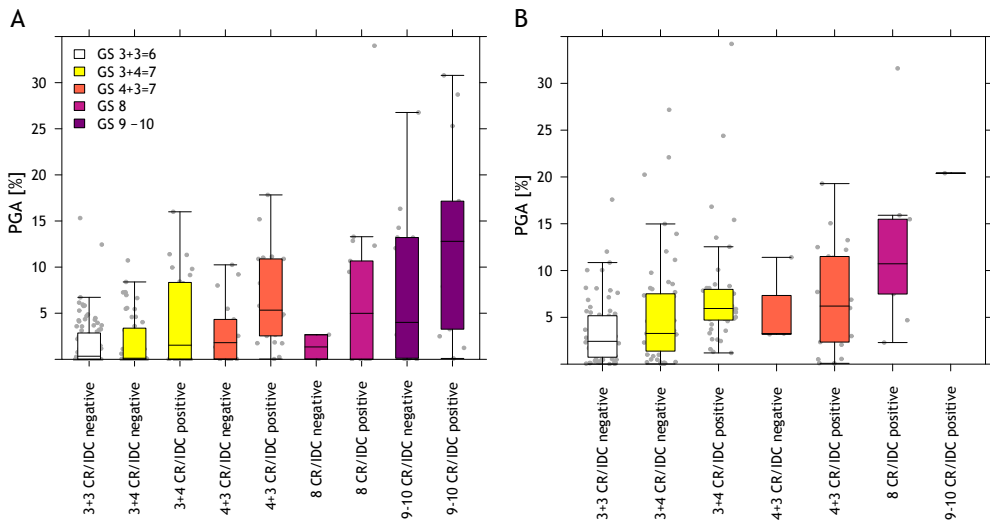 A
PGA [%]
30
25
20
15
10
5
GS 3+3=6
GS 3+4=7
GS 4+3=7
GS 8
GS 9 –10
3+3 CR/IDC negative
3+4 CR/IDC negative
3+4 CR/IDC positive
4+3 CR/IDC negative
4+3 CR/IDC positive
8 CR/IDC negative
8 CR/IDC positive
9-10 CR/IDC negative
9-10 CR/IDC positive
B
PGA [%]
30
25
20
15
10
5
0
3+3 CR/IDC negative
3+4 CR/IDC negative
3+4 CR/IDC positive
4+3 CR/IDC negative
4+3 CR/IDC positive
8 CR/IDC positive
9-10 CR/IDC positive